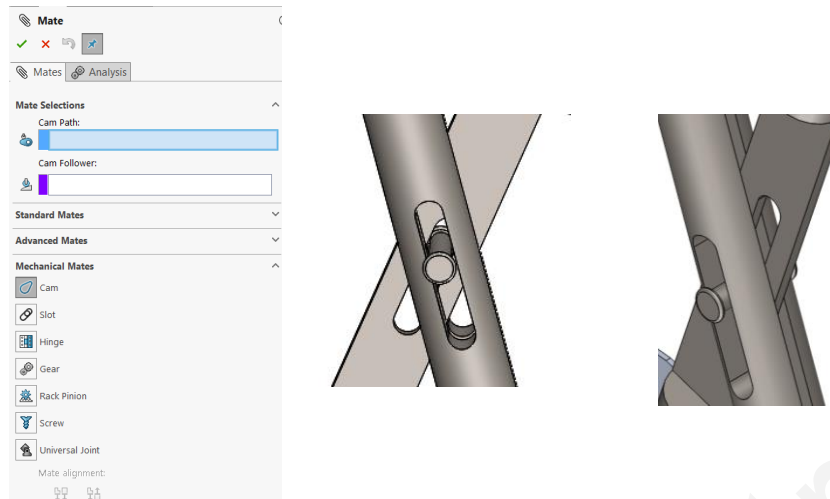 Mate
Mates Analysis
Mate Selections
Cam Path:
Cam Follower:
Standard Mates
Advanced Mates
Mechanical Mates
Cam
Slot
Hinge
Gear
Rack Pinion
Screw
Universal Joint
Mate alignment: